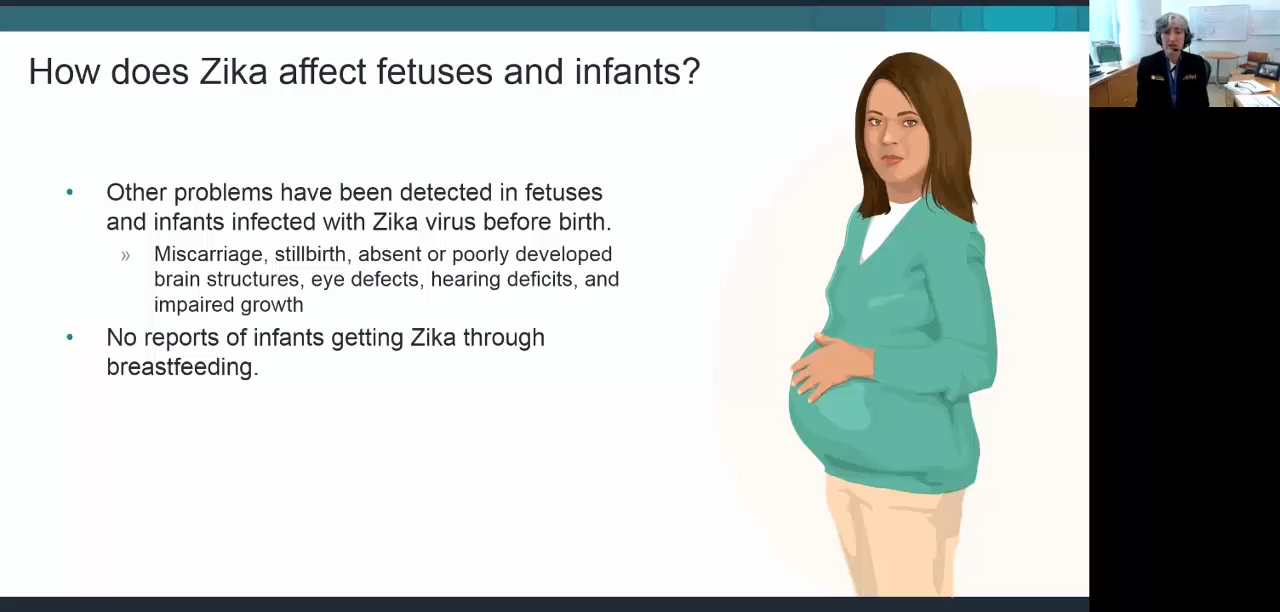 How does Zika affect fetuses and infants?
• Other problems have been detected in fetuses
and infants infected with Zika virus before birth.
» Miscarriage, stillbirth, absent or poorly developed
brain structures, eye defects, hearing deficits, and
impaired growth
• No reports of infants getting Zika through
breastfeeding.